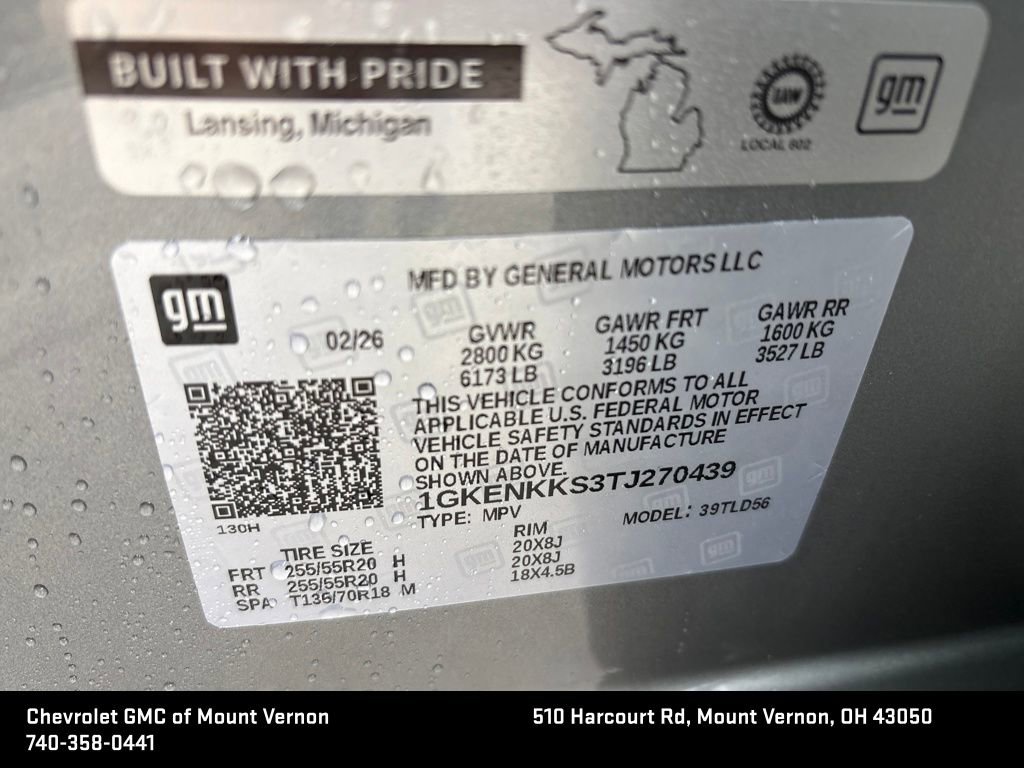 BUILT WITH PRIDE
Lansing, Michigan
UAW
LOCAL 602
gm
gm
MFD BY GENERAL MOTORS LLC
02/26
GVWR GAWR FRT GAWR RR
2800 KG 1450 KG 1600 KG
6173 LB 3196 LB 3527 LB
THIS VEHICLE CONFORMS TO ALL
APPLICABLE U.S. FEDERAL MOTOR
VEHICLE SAFETY STANDARDS IN EFFECT
ON THE DATE OF MANUFACTURE
SHOWN ABOVE.
1GKENKKS3TJ270439
TYPE: MPV MODEL: 39TLD56
130H
TIRE SIZE RIM
FRT 255/55R20 H 20X8J
RR 255/55R20 H 20X8J
SPA T135/70R18 M 18X4.5B
Chevrolet GMC of Mount Vernon 510 Harcourt Rd, Mount Vernon, OH 43050
740-358-0441